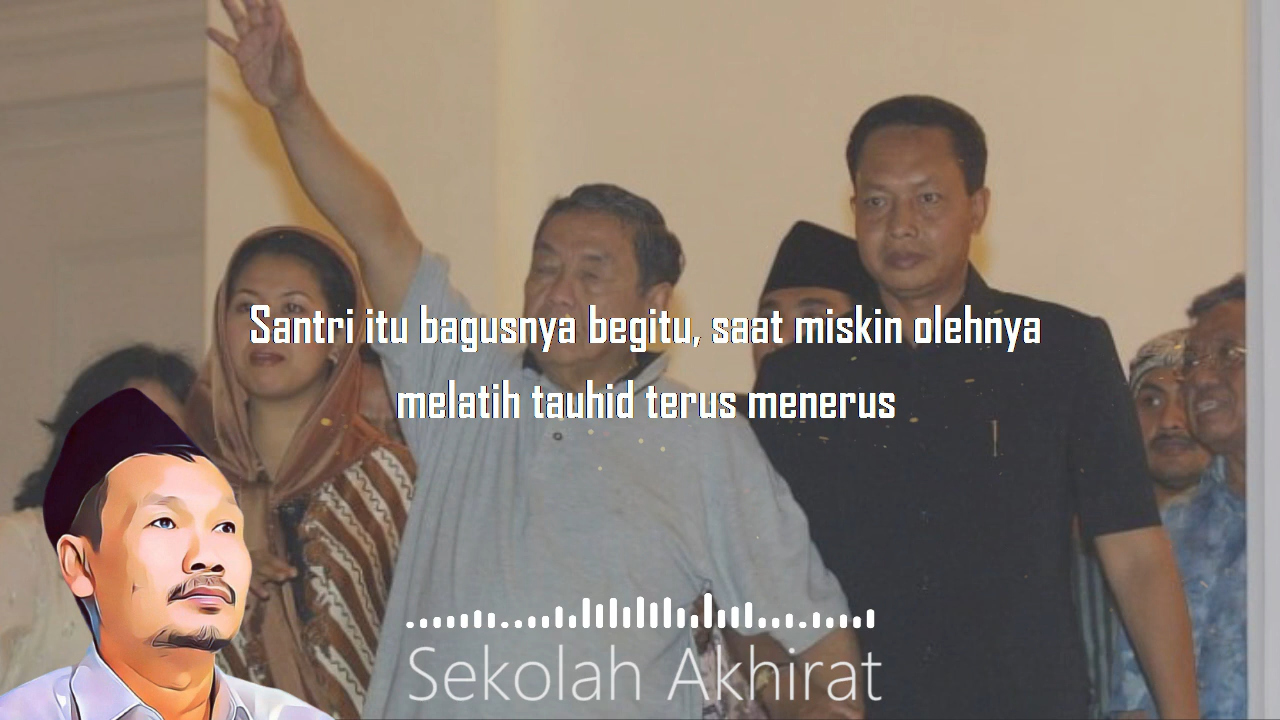 Santri itu bagusnya begitu, saat miskin olehnya
melatih tauhid terus menerus
Sekolah Akhirat